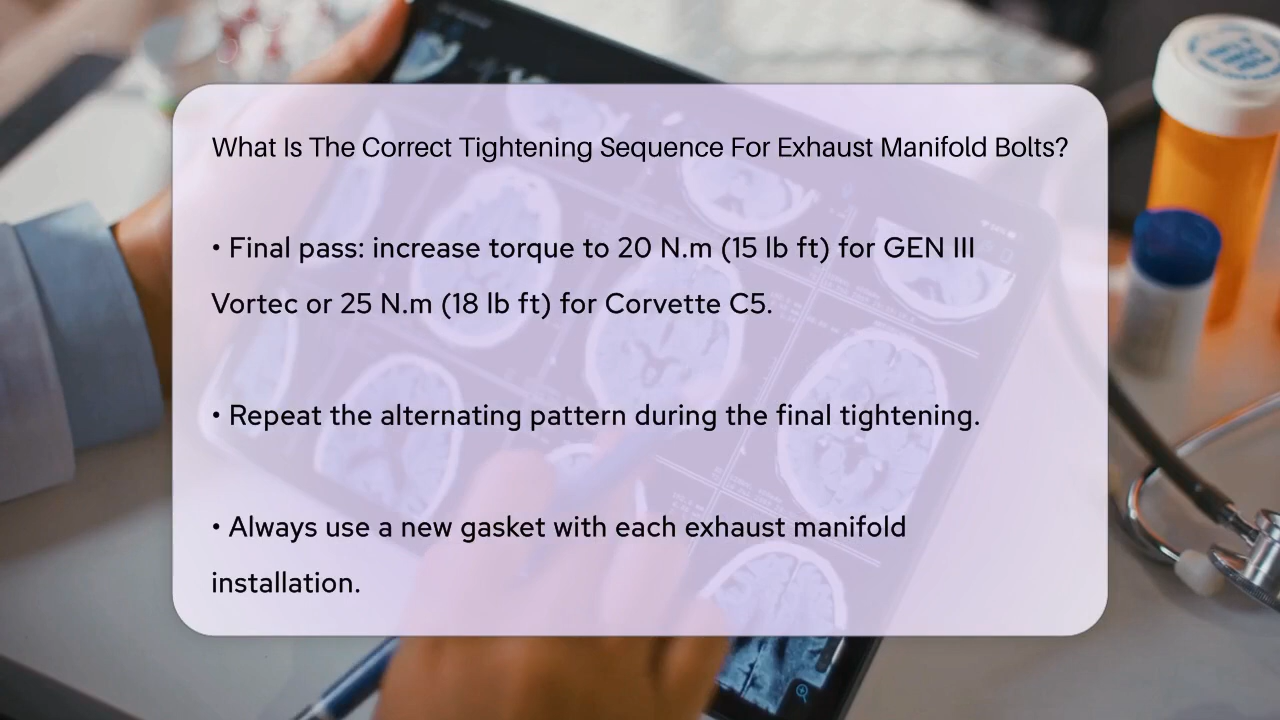 What Is The Correct Tightening Sequence For Exhaust Manifold Bolts?
• Final pass: increase torque to 20 N.m (15 lb ft) for GEN III
Vortec or 25 N.m (18 lb ft) for Corvette C5.
• Repeat the alternating pattern during the final tightening.
• Always use a new gasket with each exhaust manifold
installation.